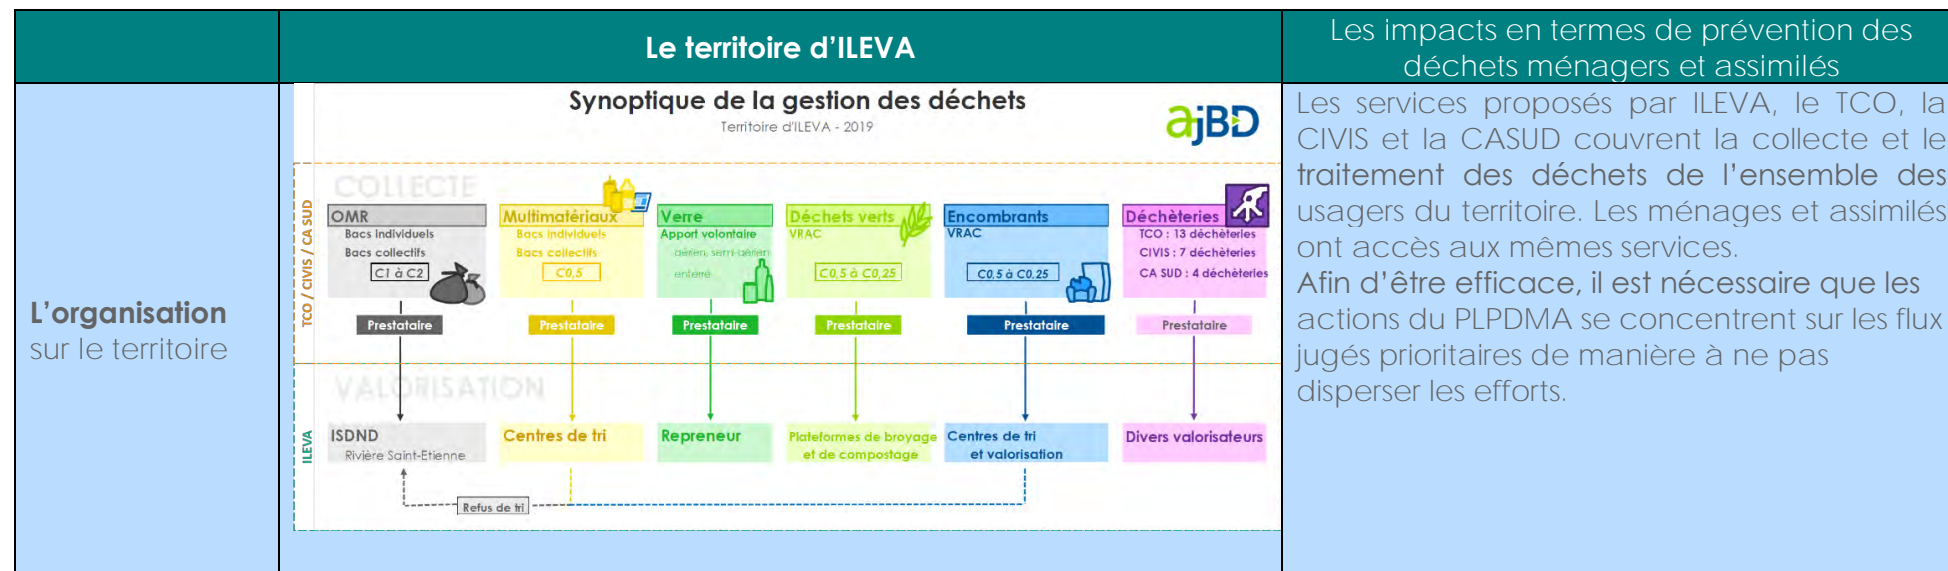 Le territoire d'ILEVA
Les impacts en termes de prévention des
déchets ménagers et assimilés
L'organisation
sur le territoire
Synoptique de la gestion des déchets
Territoire d'ILEVA - 2019
ajBD
TCO / CIVIS / CA SUD
COLLECTE
OMR
Bacs individuels
Bacs collectifs
C1 à C2
Prestataire
Multimatériaux
Bacs individuels
Bacs collectifs
C0,5
Prestataire
Verre
Apport volontaire
aérien, semi-aérien
enterré
Prestataire
Déchets verts
VRAC
C0,5 à C0,25
Prestataire
Encombrants
VRAC
C0,5 à C0,25
Prestataire
Déchèteries
TCO : 13 déchèteries
CIVIS : 7 déchèteries
CA SUD : 4 déchèteries
Prestataire
ILEVA
VALORISATION
ISDND
Rivière Saint-Etienne
Centres de tri
Repreneur
Plateformes de broyage
et de compostage
Centres de tri
et valorisation
Divers valorisateurs
Refus de tri
Les services proposés par ILEVA, le TCO, la
CIVIS et la CASUD couvrent la collecte et le
traitement des déchets de l'ensemble des
usagers du territoire. Les ménages et assimilés
ont accès aux mêmes services.
Afin d'être efficace, il est nécessaire que les
actions du PLPDMA se concentrent sur les flux
jugés prioritaires de manière à ne pas
disperser les efforts.